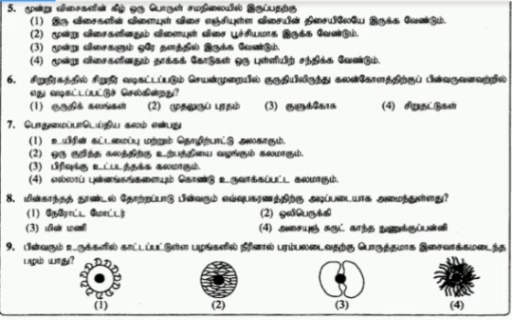 5. மூன்று விசைகளின் கீழ் ஒரு பொருள் சமநிலையில் இருப்பதற்கு
(1) இரு விசைகளின் விளையுள் விசை எஞ்சியுள்ள விசையின் திசையிலேயே இருக்க வேண்டும்.
(2) மூன்று விசைகளினதும் விளையுள் விசை பூச்சியமாக இருக்க வேண்டும்.
(3) மூன்று விசைகளும் ஒரே தளத்தில் இருக்க வேண்டும்.
(4) மூன்று விசைகளினதும் தாக்கக் கோடுகள் ஒரு புள்ளியிற் சந்திக்க வேண்டும்.
6. சிறுநீரகத்தில் சிறுநீர் வடிகட்டப்படும் செயன்முறையில் குருதியிலிருந்து கலன்கோளத்திற்குப் பின்வருவனவற்றில்
எது வடிகட்டப்பட்டுச் செல்கின்றது?
(1) குருதிக் கலங்கள் (2) முதலுருப் புரதம் (3) குளுக்கோசு (4) சிறுதட்டுகள்
7. பொதுமைப்பாடெய்திய கலம் என்பது
(1) உயிரின் கட்டமைப்பு மற்றும் தொழிற்பாட்டு அலகாகும்.
(2) ஒரு குறித்த கலத்திற்கு உற்பத்தியை வழங்கும் கலமாகும்.
(3) பிரிவுக்கு உட்படத்தக்க கலமாகும்.
(4) எல்லாப் புன்னங்கங்களையும் கொண்டு உருவாக்கப்பட்ட கலமாகும்.
8. மின்காந்தத் தூண்டல் தோற்றப்பாடு பின்வரும் எவ்வுபகரணத்திற்கு அடிப்படையாக அமைந்துள்ளது?
(1) நேரோட்ட மோட்டர் (2) ஒலிபெருக்கி
(3) மின் மணி (4) அசையுஞ் சுருட் காந்த நுணுக்குப்பன்னி
9. பின்வரும் உருக்களில் காட்டப்பட்டுள்ள பழங்களில் நீரினால் பரம்பலடைவதற்கு பொருத்தமாக இசைவாக்கமடைந்த
பழம் யாது?
(1) (2) (3) (4)